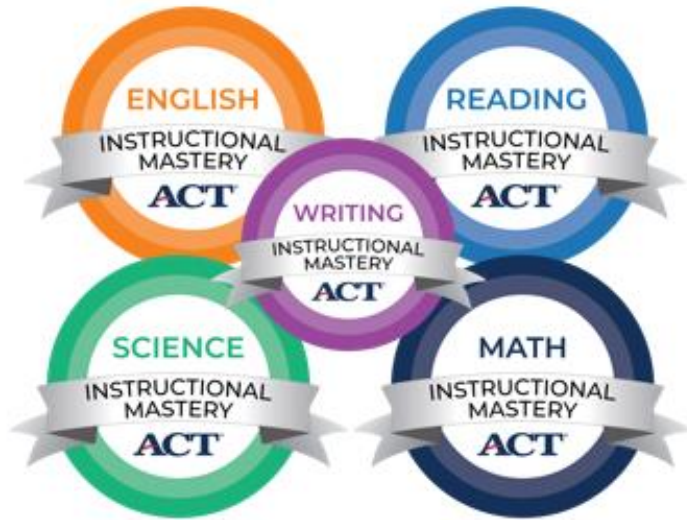 ENGLISH
INSTRUCTIONAL
MASTERY
ACT
READING
INSTRUCTIONAL
MASTERY
ACT
WRITING
INSTRUCTIONAL
MASTERY
ACT
SCIENCE
INSTRUCTIONAL
MASTERY
ACT
MATH
INSTRUCTIONAL
MASTERY
ACT